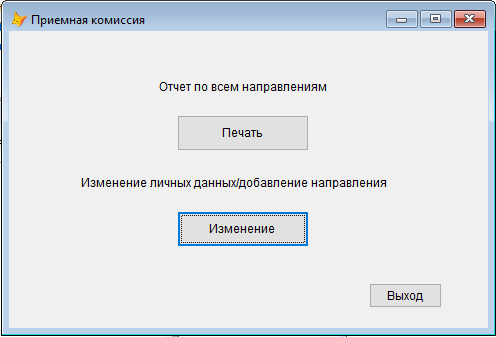 Приемная комиссия
Отчет по всем направлениям
Печать
Изменение личных данных/добавление направления
Изменение
Выход